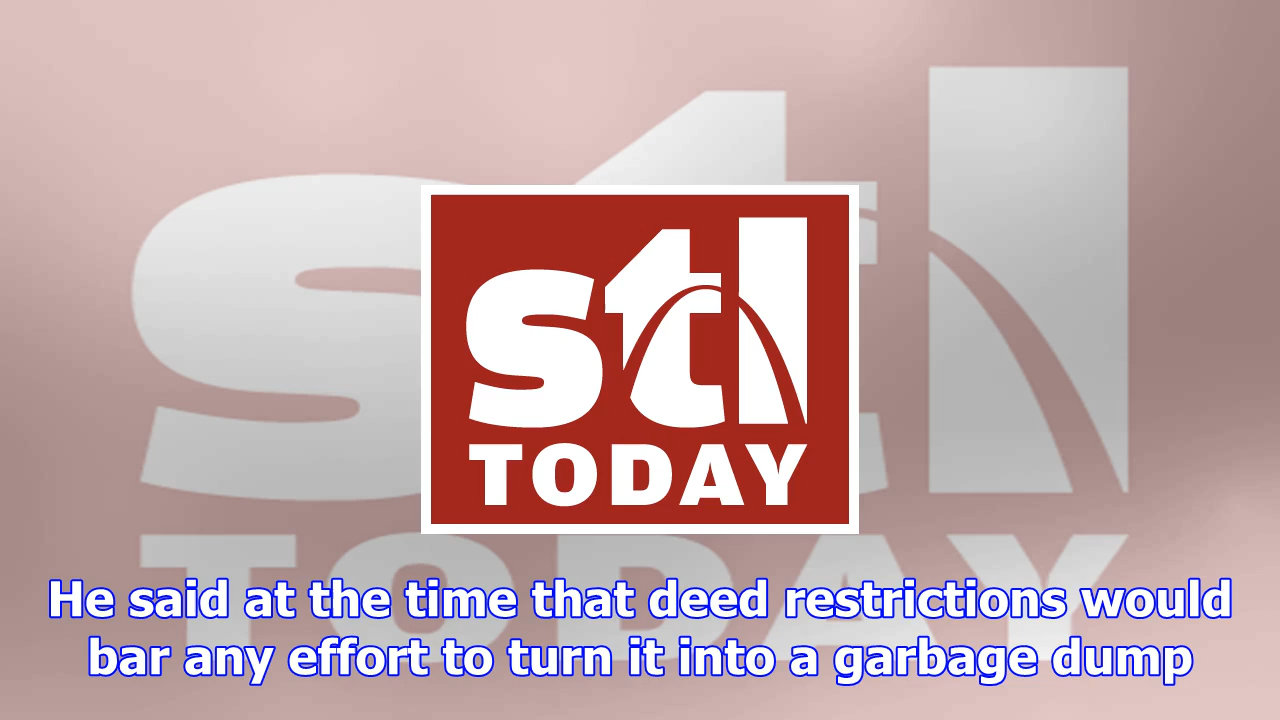 stl
TODAY
He said at the time that deed restrictions would
bar any effort to turn it into a garbage dump